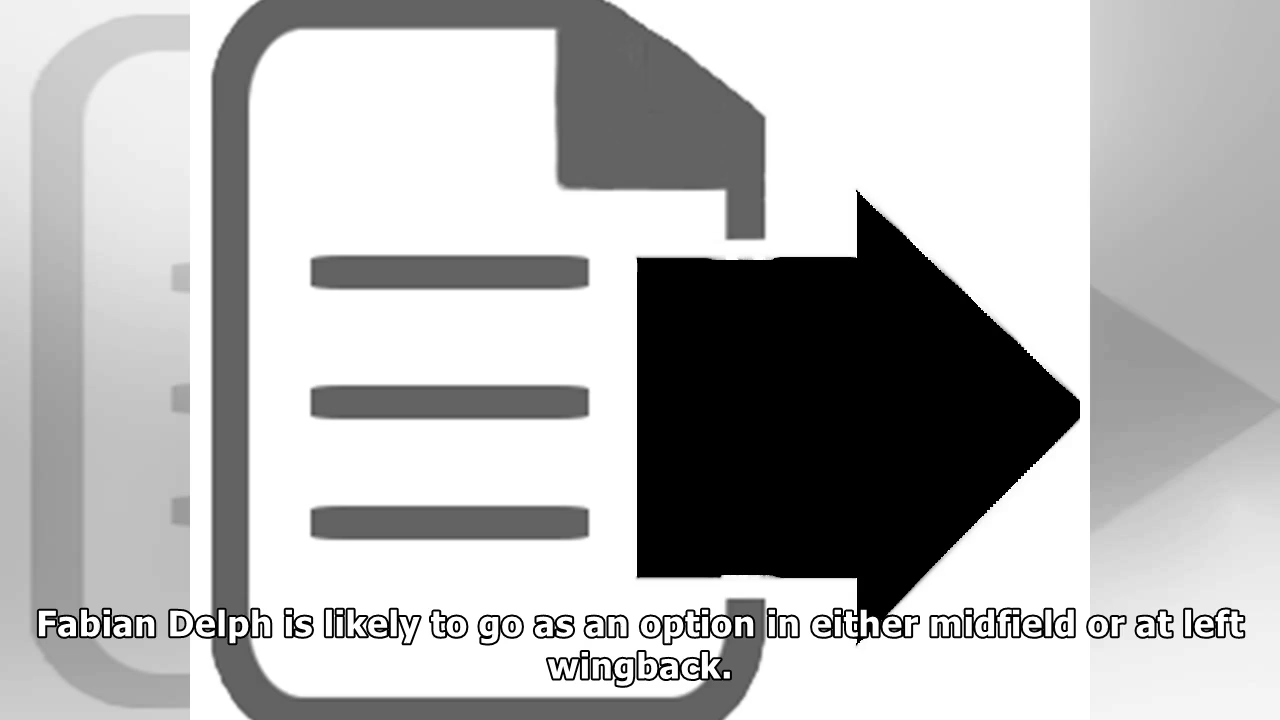 Fabian Delph is likely to go as an option in either midfield or at left
wingback.